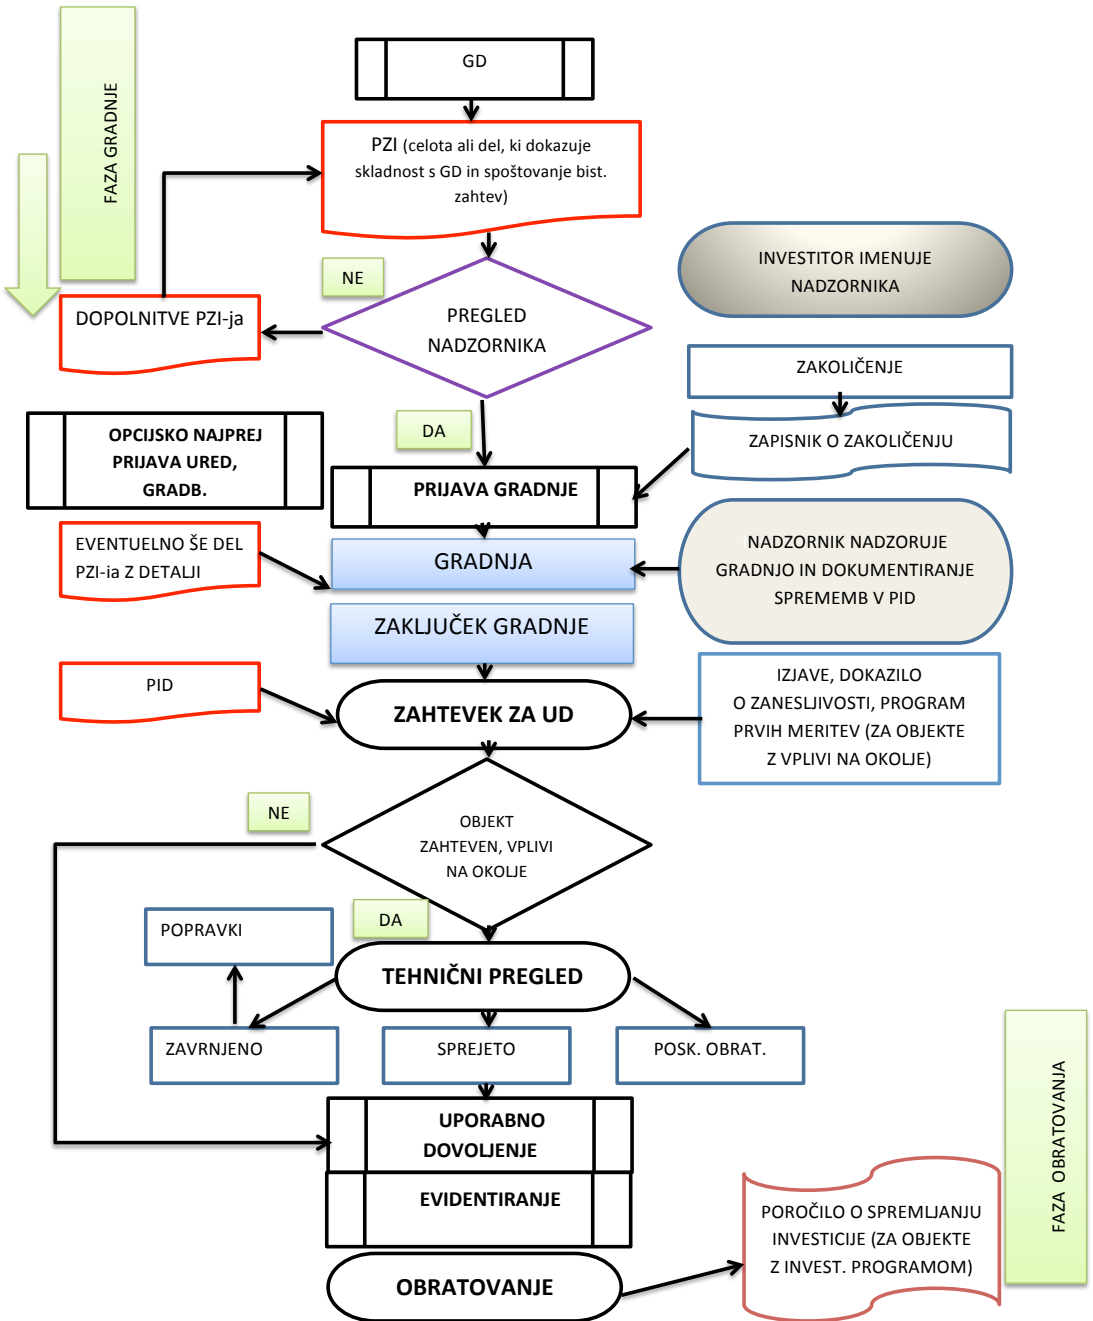 FAZA GRADNJE
GD
PZI (celota ali del, ki dokazuje
skladnost s GD in spoštovanje bist.
zahtev)
NE
INVESTITOR IMENUJE
NADZORNIKA
DOPOLNITVE PZI-ja
PREGLED
NADZORNIKA
ZAKOLIČENJE
DA
ZAPISNIK O ZAKOLIČENJU
OPCIJSKO NAJPREJ
PRIJAVA URED,
GRADB.
PRIJAVA GRADNJE
EVENTUELNO ŠE DEL
PZI-ia Z DETALJI
GRADNJA
NADZORNIK NADZORUJE
GRADNJO IN DOKUMENTIRANJE
SPREMEMB V PID
ZAKLJUČEK GRADNJE
PID
ZAHTEVEK ZA UD
IZJAVE, DOKAZILO
O ZANESLJIVOSTI, PROGRAM
PRVIH MERITEV (ZA OBJEKTE
Z VPLIVI NA OKOLJE)
NE
OBJEKT
ZAHTEVEN, VPLIVI
NA OKOLJE
DA
POPRAVKI
TEHNIČNI PREGLED
ZAVRNJENO
SPREJETO
POSK. OBRAT.
FAZA OBRATOVANJA
UPORABNO
DOVOLJENJE
EVIDENTIRANJE
POROČILO O SPREMLJANJU
INVESTICIJE (ZA OBJEKTE
Z INVEST. PROGRAMOM)
OBRATOVANJE